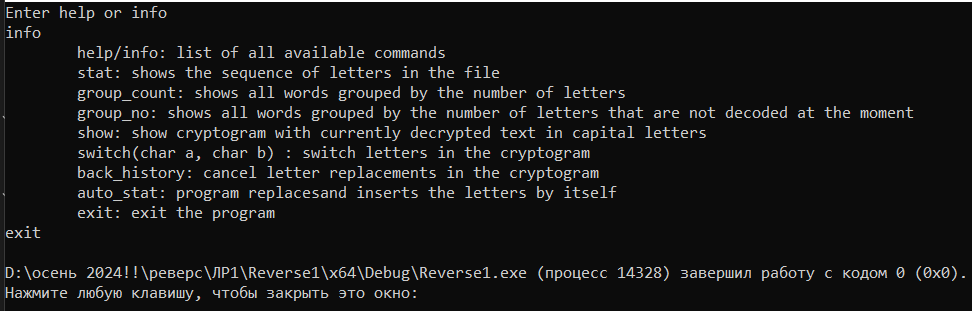 Enter help or info
info
help/info: list of all available commands
stat: shows the sequence of letters in the file
group_count: shows all words grouped by the number of letters
group_no: shows all words grouped by the number of letters that are not decoded at the moment
show: show cryptogram with currently decrypted text in capital letters
switch(char a, char b) : switch letters in the cryptogram
back_history: cancel letter replacements in the cryptogram
auto_stat: program replacesand inserts the letters by itself
exit: exit the program
exit
D:\осень 2024!!\реверс\ЛР1\Reverse1\x64\Debug\Reverse1.exe (процесс 14328) завершил работу с кодом 0 (0x0).
Нажмите любую клавишу, чтобы закрыть это окно: